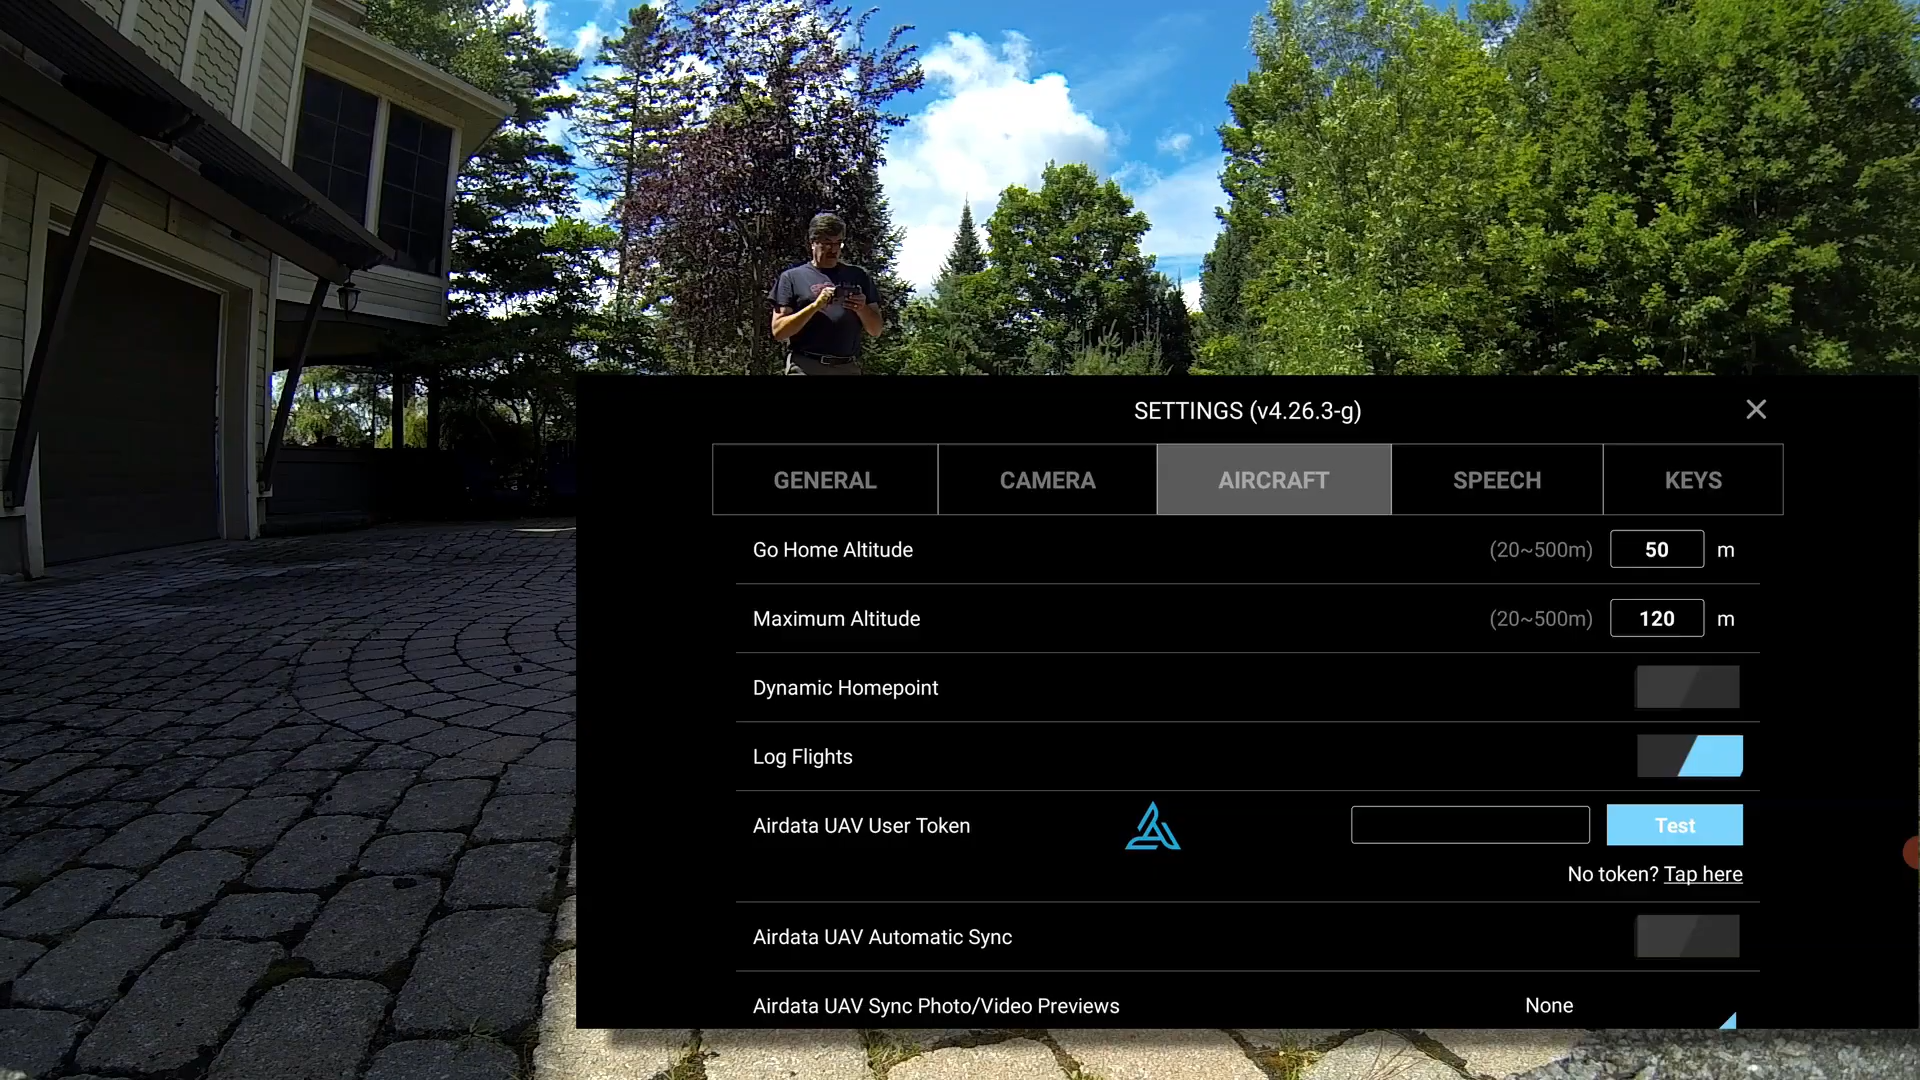 SETTINGS (v4.26.3-g)
GENERAL CAMERA AIRCRAFT SPEECH KEYS
Go Home Altitude (20~500m) 50 m
Maximum Altitude (20~500m) 120 m
Dynamic Homepoint
Log Flights
Airdata UAV User Token Test
No token? Tap here
Airdata UAV Automatic Sync
Airdata UAV Sync Photo/Video Previews None